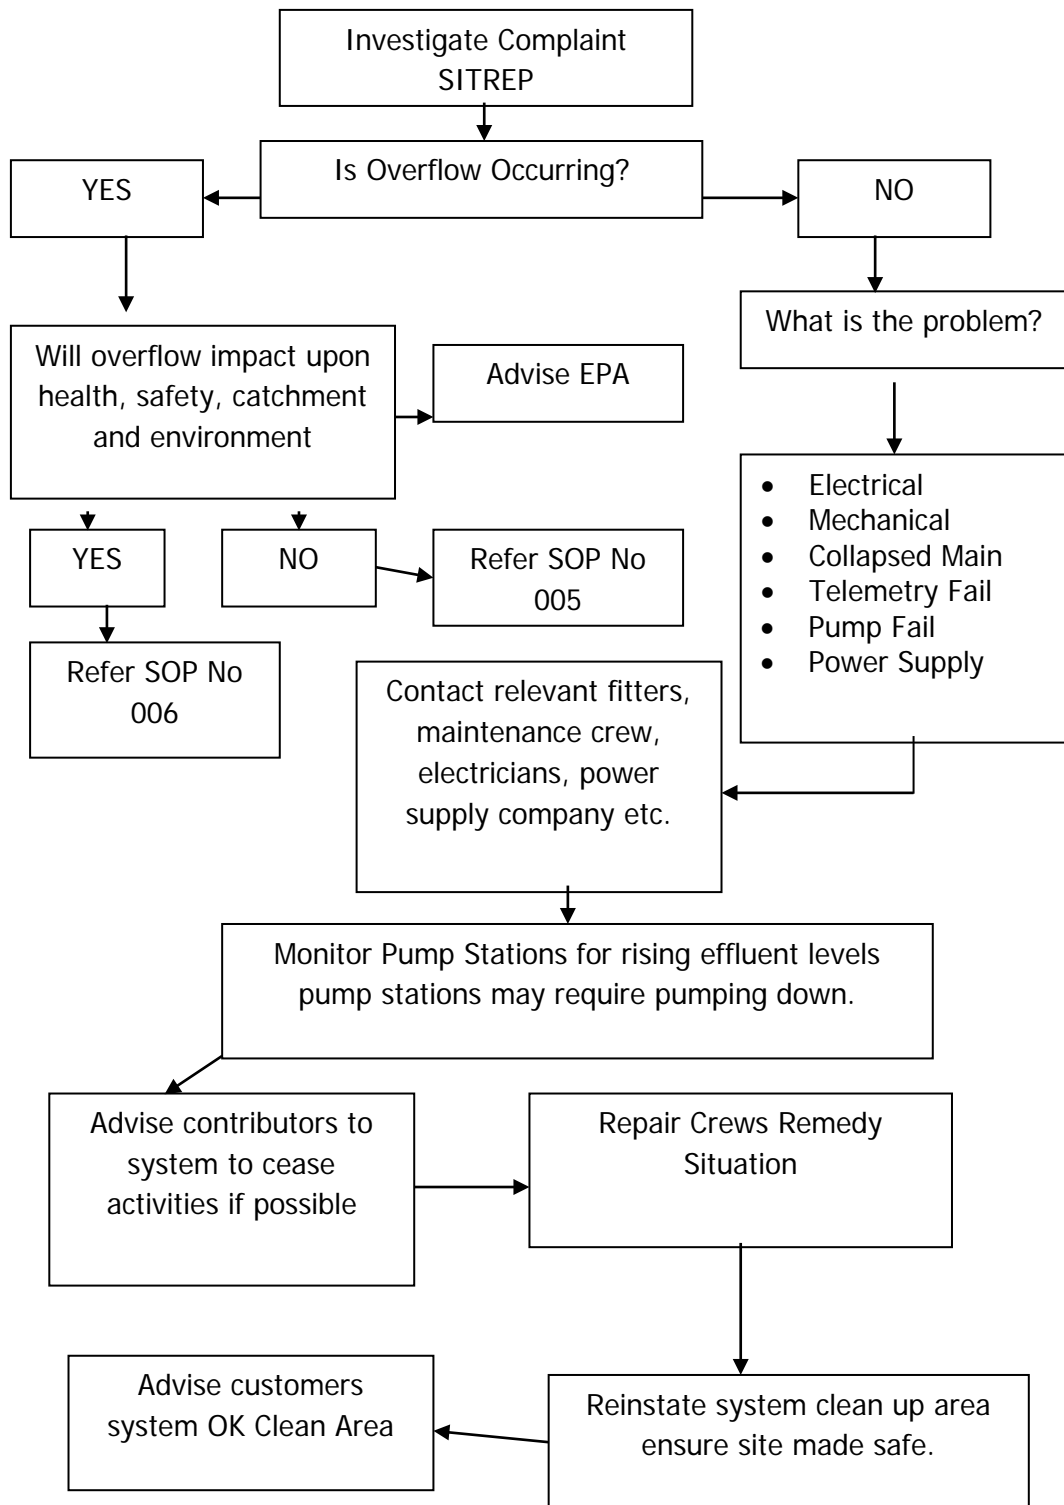 Investigate Complaint
SITREP
Is Overflow Occurring?
YES
NO
What is the problem?
Will overflow impact upon
health, safety, catchment
and environment
Advise EPA
• Electrical
• Mechanical
• Collapsed Main
• Telemetry Fail
• Pump Fail
• Power Supply
YES
NO
Refer SOP No
005
Refer SOP No
006
Contact relevant fitters,
maintenance crew,
electricians, power
supply company etc.
Monitor Pump Stations for rising effluent levels
pump stations may require pumping down.
Advise contributors to
system to cease
activities if possible
Repair Crews Remedy
Situation
Advise customers
system OK Clean Area
Reinstate system clean up area
ensure site made safe.